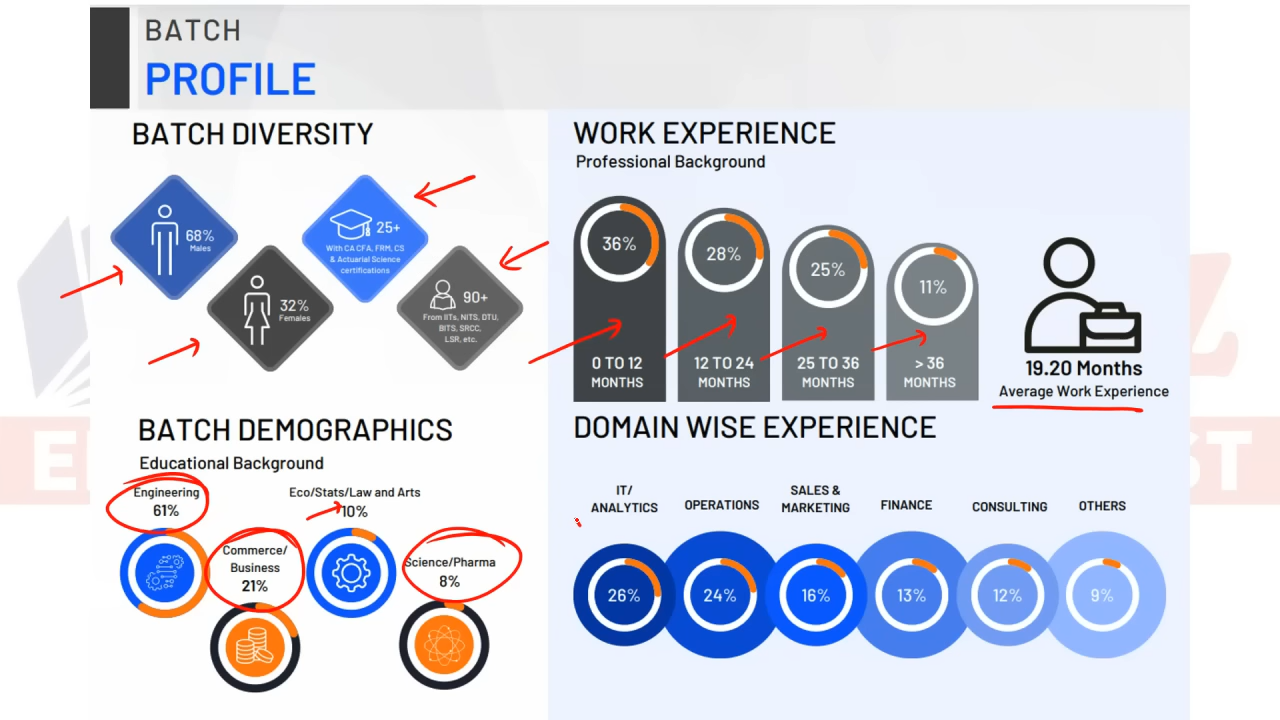 BATCH
PROFILE
BATCH DIVERSITY
68%
Males
32%
Females
25+
With CA CFA, FRM, CS
& Actuarial Science
certifications
90+
From IITs, NITS, DTU,
BITS, SRCC,
LSR, etc.
WORK EXPERIENCE
Professional Background
36%
0 TO 12
MONTHS
28%
12 TO 24
MONTHS
25%
25 TO 36
MONTHS
11%
> 36
MONTHS
19.20 Months
Average Work Experience
BATCH DEMOGRAPHICS
Educational Background
Engineering
61%
Commerce/
Business
21%
Eco/Stats/Law and Arts
10%
Science/Pharma
8%
DOMAIN WISE EXPERIENCE
IT/
ANALYTICS
26%
OPERATIONS
24%
SALES &
MARKETING
16%
FINANCE
13%
CONSULTING
12%
OTHERS
9%